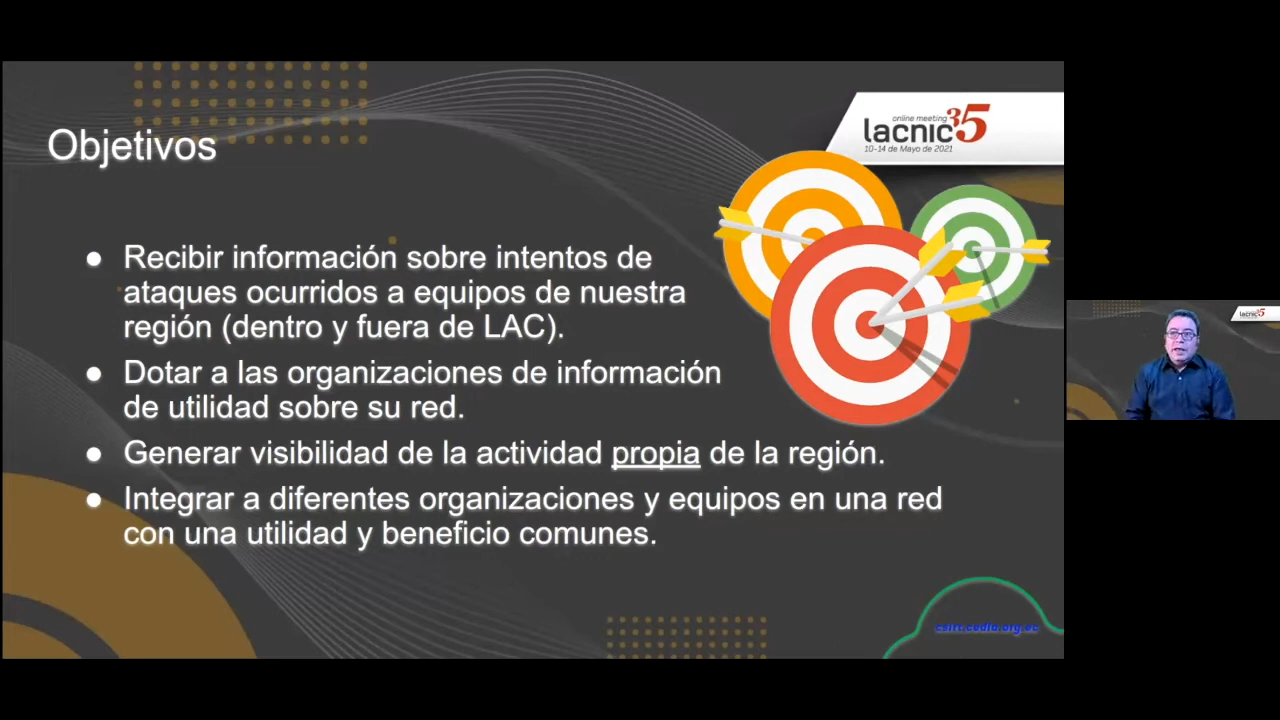 Objetivos
online meeting
lacnic35
10-14 de Mayo de 2021
● Recibir información sobre intentos de
ataques ocurridos a equipos de nuestra
región (dentro y fuera de LAC).
● Dotar a las organizaciones de información
de utilidad sobre su red.
● Generar visibilidad de la actividad propia de la región.
● Integrar a diferentes organizaciones y equipos en una red
con una utilidad y beneficio comunes.
csirt.cedia.org.ec
lacnic35